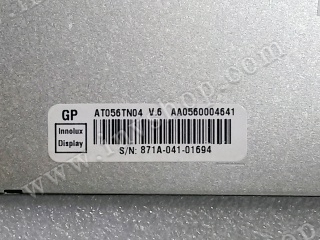 GP AT056TN04 V.6 AA0560004641
Innolux
Display
S/N: 871A-041-01694